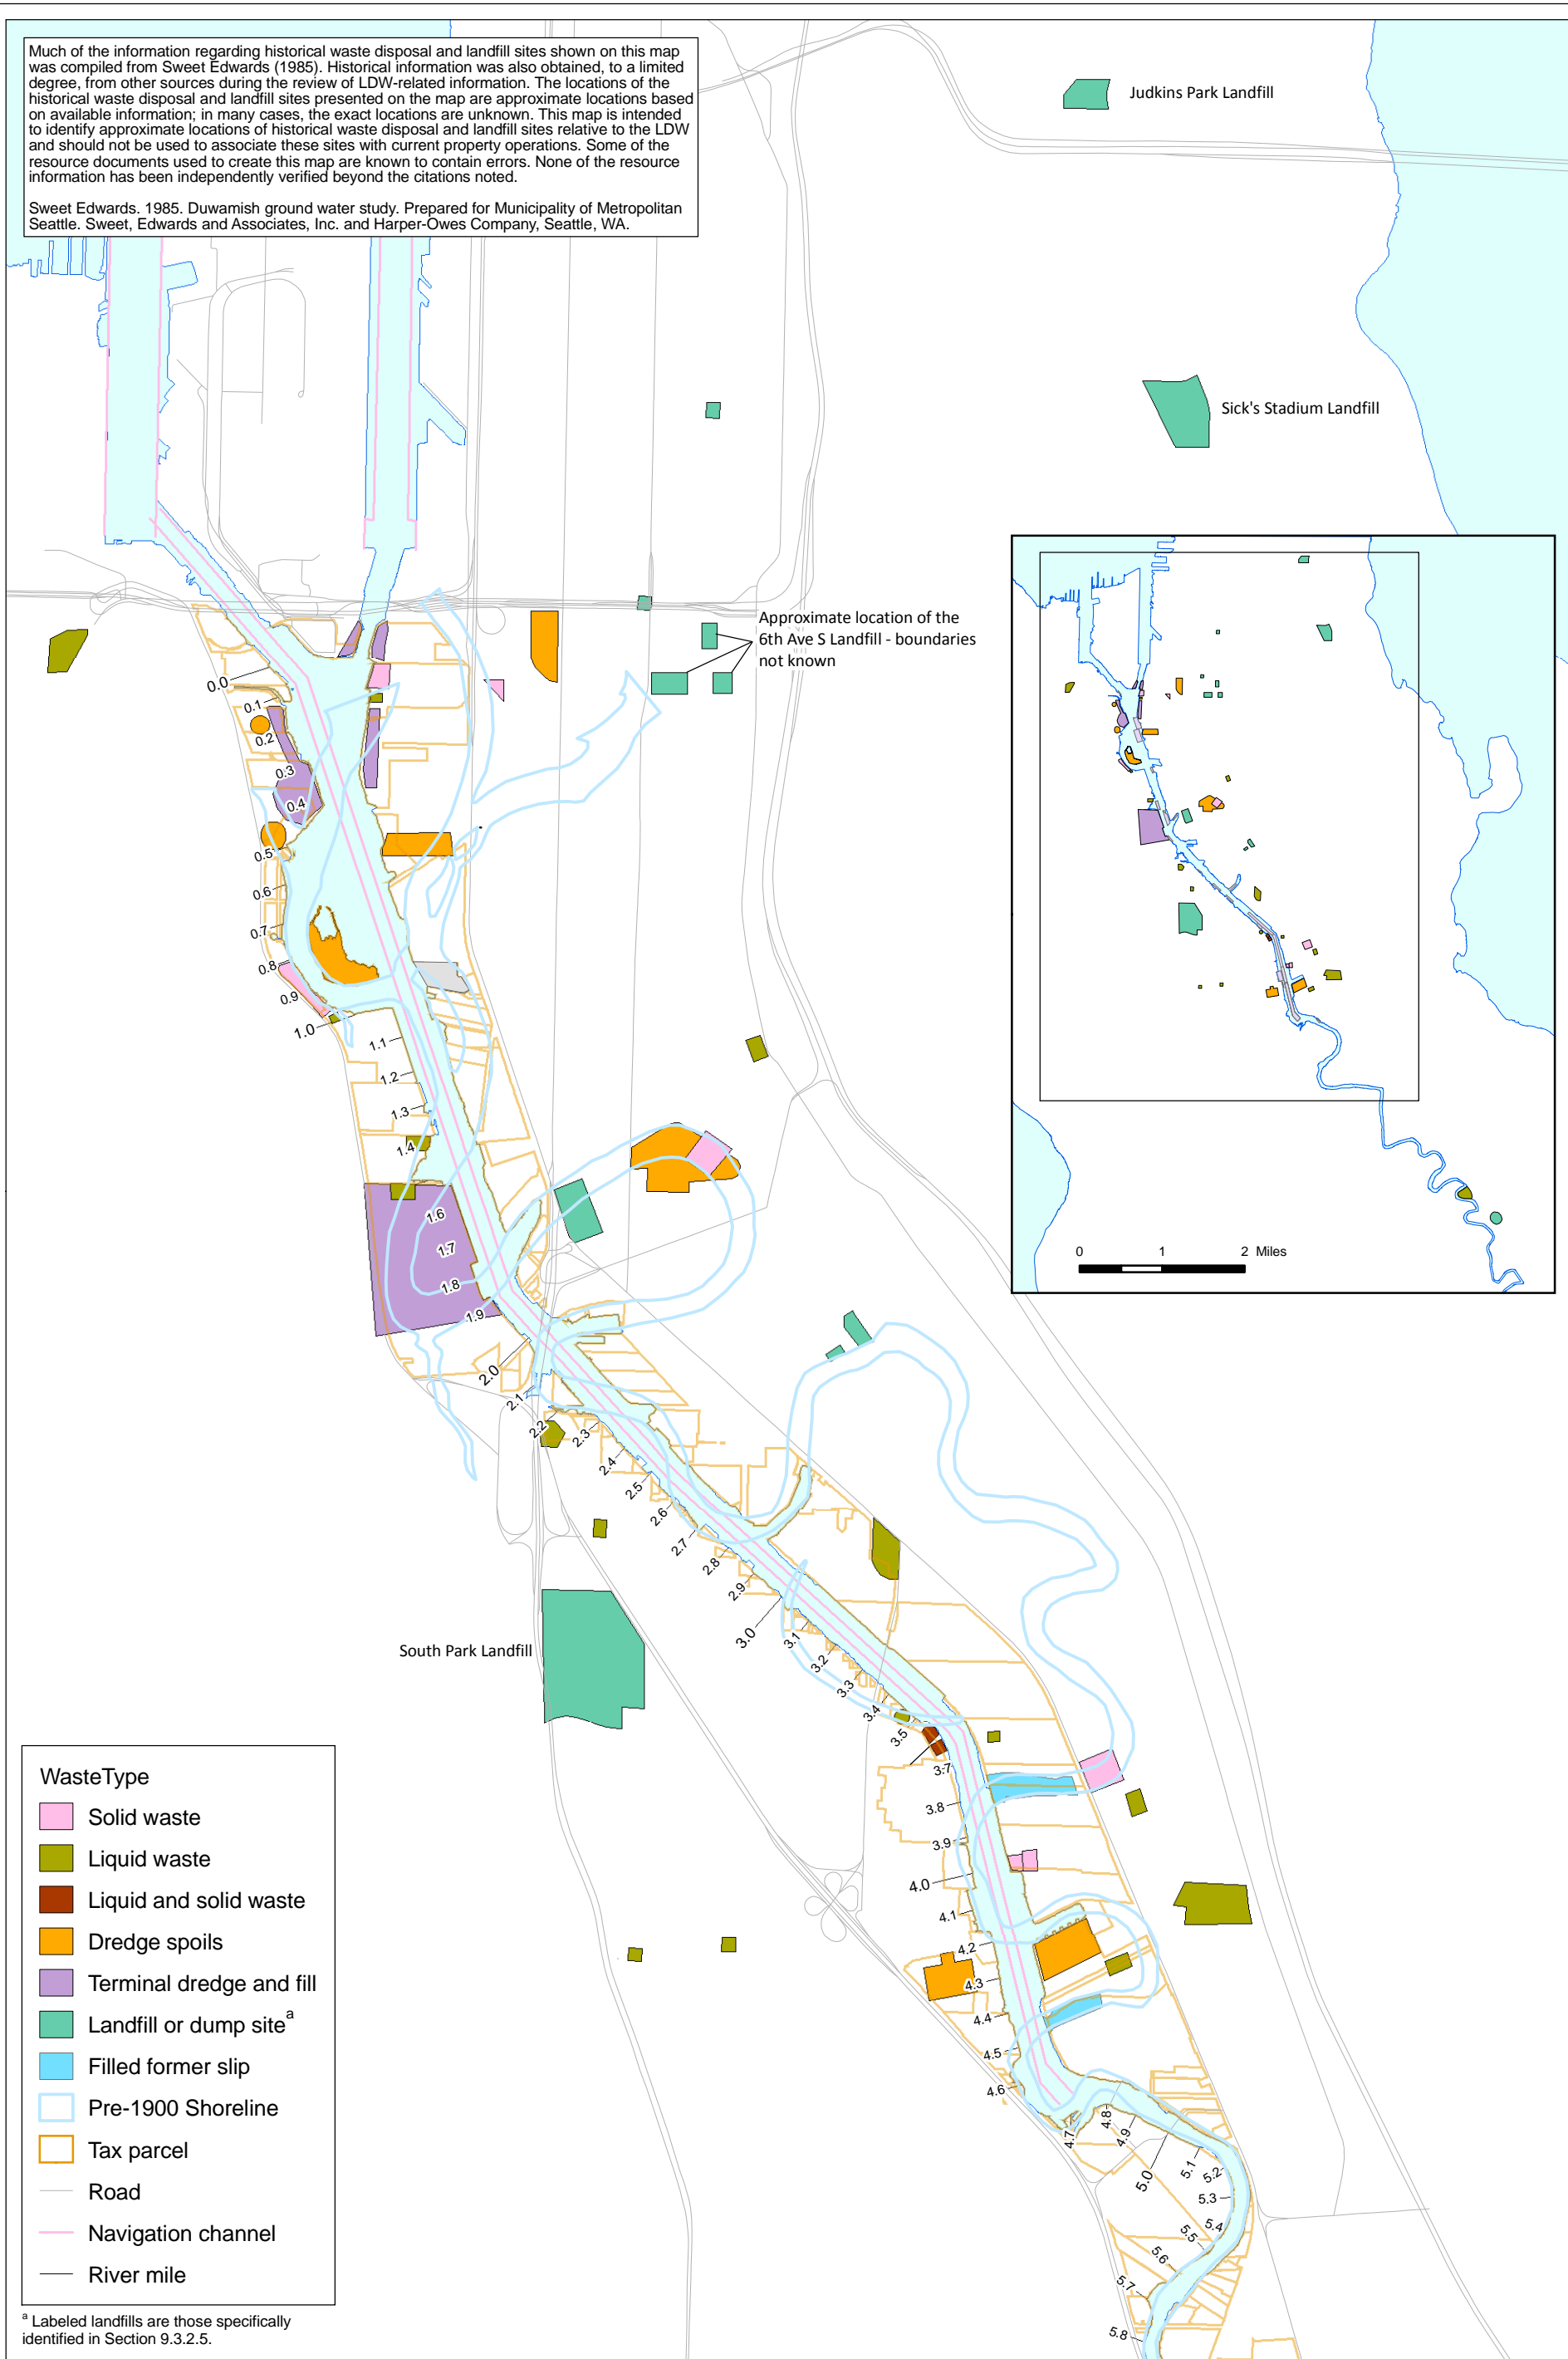 Much of the information regarding historical waste disposal and landfill sites shown on this map
was compiled from Sweet Edwards (1985). Historical information was also obtained, to a limited
degree, from other sources during the review of LDW-related information. The locations of the
historical waste disposal and landfill sites presented on the map are approximate locations based
on available information; in many cases, the exact locations are unknown. This map is intended
to identify approximate locations of historical waste disposal and landfill sites relative to the LDW
and should not be used to associate these sites with current property operations. Some of the
resource documents used to create this map are known to contain errors. None of the resource
information has been independently verified beyond the citations noted.
Sweet Edwards. 1985. Duwamish ground water study. Prepared for Municipality of Metropolitan
Seattle. Sweet, Edwards and Associates, Inc. and Harper-Owes Company, Seattle, WA.
Judkins Park Landfill
Sick's Stadium Landfill
Approximate location of the
6th Ave S Landfill - boundaries
not known
0.0
0.1
0.2
0.3
0.4
0.5
0.6
0.7
0.8
0.9
1.0
1.1
1.2
1.3
1.4
1.6
1.7
1.8
1.9
2.0
2.1
2.2
2.3
2.4
2.5
2.6
2.7
2.8
2.9
3.0
3.1
3.2
3.3
3.4
3.5
3.7
3.8
3.9
4.0
4.1
4.2
4.3
4.4
4.5
4.6
4.7
4.8
4.9
5.0
5.1
5.2
5.3
5.4
5.5
5.6
5.7
5.8
0 1 2 Miles
South Park Landfill
WasteType
Solid waste
Liquid waste
Liquid and solid waste
Dredge spoils
Terminal dredge and fill
Landfill or dump site a
Filled former slip
Pre-1900 Shoreline
Tax parcel
Road
Navigation channel
River mile
a Labeled landfills are those specifically
identified in Section 9.3.2.5.